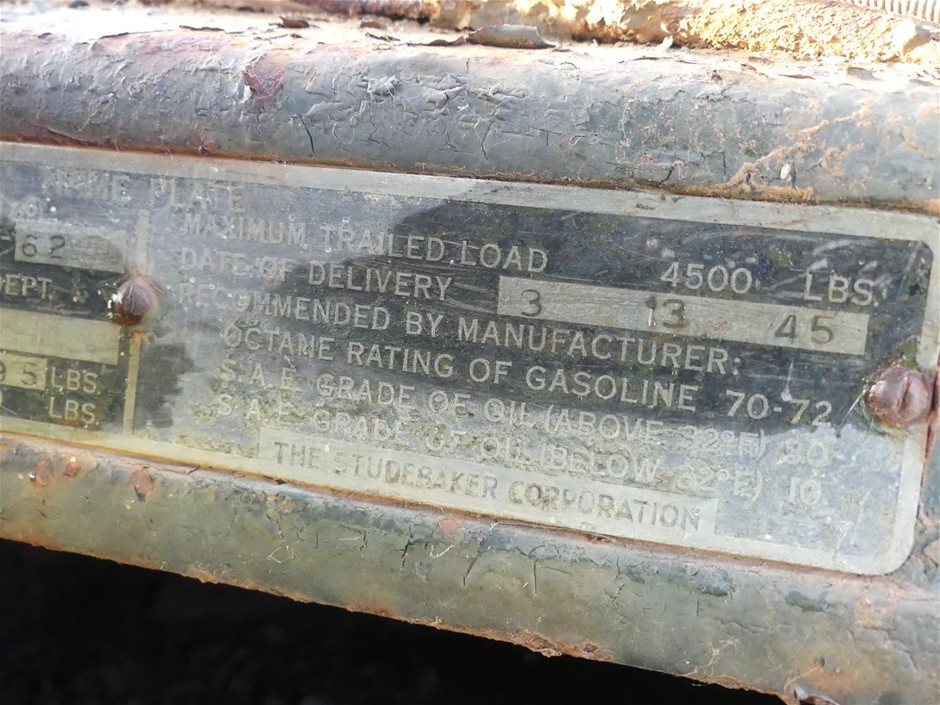 PLATE
62
DEPT.
95 LBS.
LBS.
MAXIMUM TRAILED LOAD 4500 LBS.
DATE OF DELIVERY 3 13 45
RECOMMENDED BY MANUFACTURER:
OCTANE RATING OF GASOLINE 70-72
S.A.E. GRADE OF OIL (ABOVE 32°F) 30
S.A.E. GRADE OF OIL (BELOW 32°F) 10
THE STUDEBAKER CORPORATION